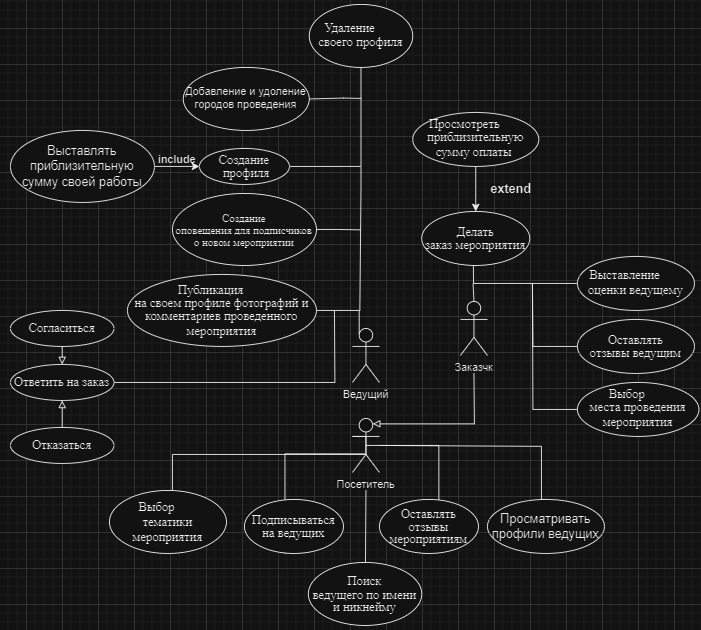 Удаление
своего профиля
Добавление и удоление
городов проведения
Просмотреть
приблизительную
сумму оплаты
Выставлять
приблизительную
сумму своей работы
include
Создание
профиля
extend
Создание
оповещения для подписчиков
о новом мероприятии
Делать
заказ мероприятия
Выставление
оценки ведущему
Публикация
на своем профиле фотографий и
комментариев проведенного
мероприятия
Согласиться
Оставлять
отзывы ведущим
Заказчк
Ответить на заказ
Ведущий
Выбор
места проведения
мероприятия
Отказаться
Посетитель
Выбор
тематики
мероприятия
Подписываться
на ведущих
Оставлять
отзывы
мероприятиям
Просматривать
профили ведущих
Поиск
ведущего по имени
и никнейму